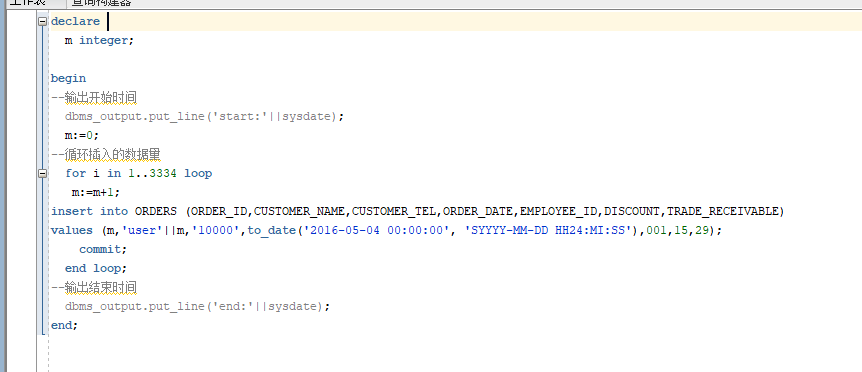 工作表 查询构建器
declare
m integer;
begin
--输出开始时间
dbms_output.put_line('start:'||sysdate);
m:=0;
--循环插入的数据量
for i in 1..3334 loop
m:=m+1;
insert into ORDERS (ORDER_ID,CUSTOMER_NAME,CUSTOMER_TEL,ORDER_DATE,EMPLOYEE_ID,DISCOUNT,TRADE_RECEIVABLE)
values (m,'user'||m,'10000',to_date('2016-05-04 00:00:00', 'SYYYY-MM-DD HH24:MI:SS'),001,15,29);
commit;
end loop;
--输出结束时间
dbms_output.put_line('end:'||sysdate);
end;